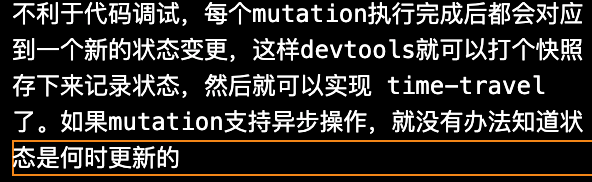 不利于代码调试，每个mutation执行完成后都会对应
到一个新的状态变更，这样devtools就可以打个快照
存下来记录状态，然后就可以实现 time-travel
了。如果mutation支持异步操作，就没有办法知道状
态是何时更新的